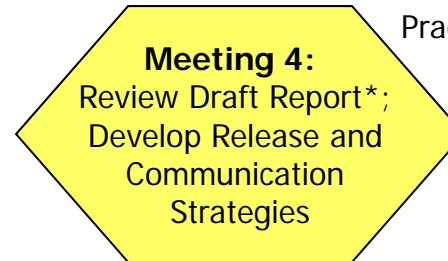 Meeting 4:
Review Draft Report*;
Develop Release and
Communication
Strategies